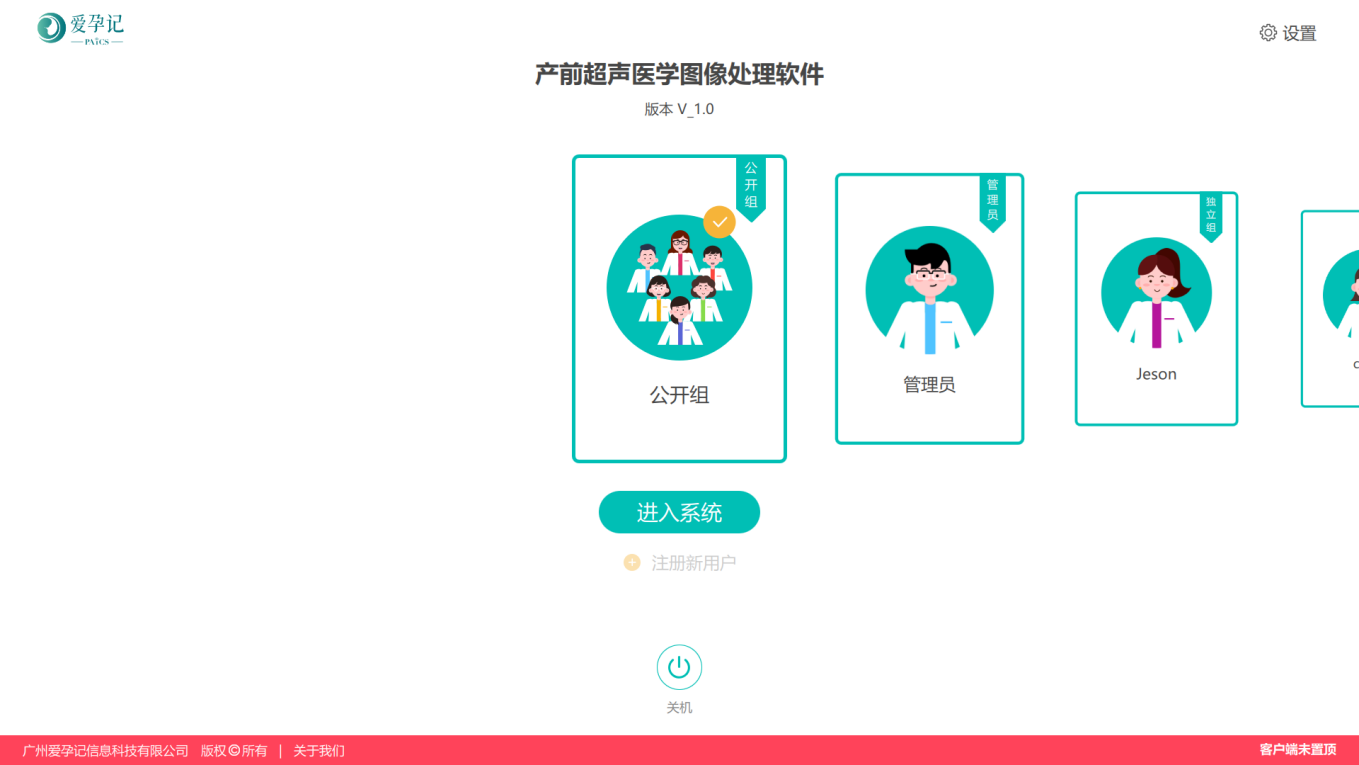 爱孕记
PAICS
设置
产前超声医学图像处理软件
版本 V_1.0
公开组
公开组
管理员
管理员
独立组
Jeson
进入系统
注册新用户
关机
广州爱孕记信息科技有限公司 版权©所有 | 关于我们
客户端未置顶